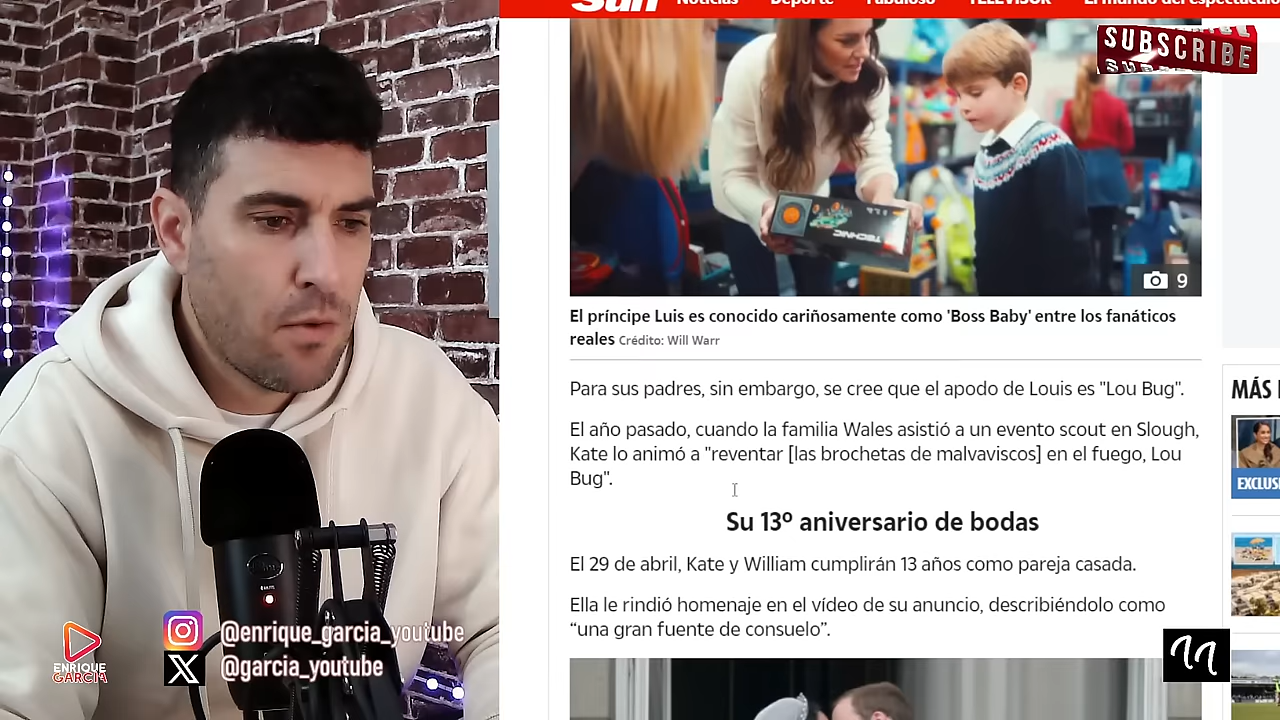 Sun
Noticias Deporte Fabuloso TELEVISOR El mundo del espectáculo
SUBSCRIBE
TECHNIC
9
El príncipe Luis es conocido cariñosamente como 'Boss Baby' entre los fanáticos
reales Crédito: Will Warr
Para sus padres, sin embargo, se cree que el apodo de Louis es "Lou Bug".
El año pasado, cuando la familia Wales asistió a un evento scout en Slough,
Kate lo animó a "reventar [las brochetas de malvaviscos] en el fuego, Lou
Bug".
Su 13º aniversario de bodas
El 29 de abril, Kate y William cumplirán 13 años como pareja casada.
Ella le rindió homenaje en el vídeo de su anuncio, describiéndolo como
“una gran fuente de consuelo”.
MÁS
EXCLUS
blue
ENRIQUE
GARCIA
@enrique_garcia_youtube
@garcia_youtube